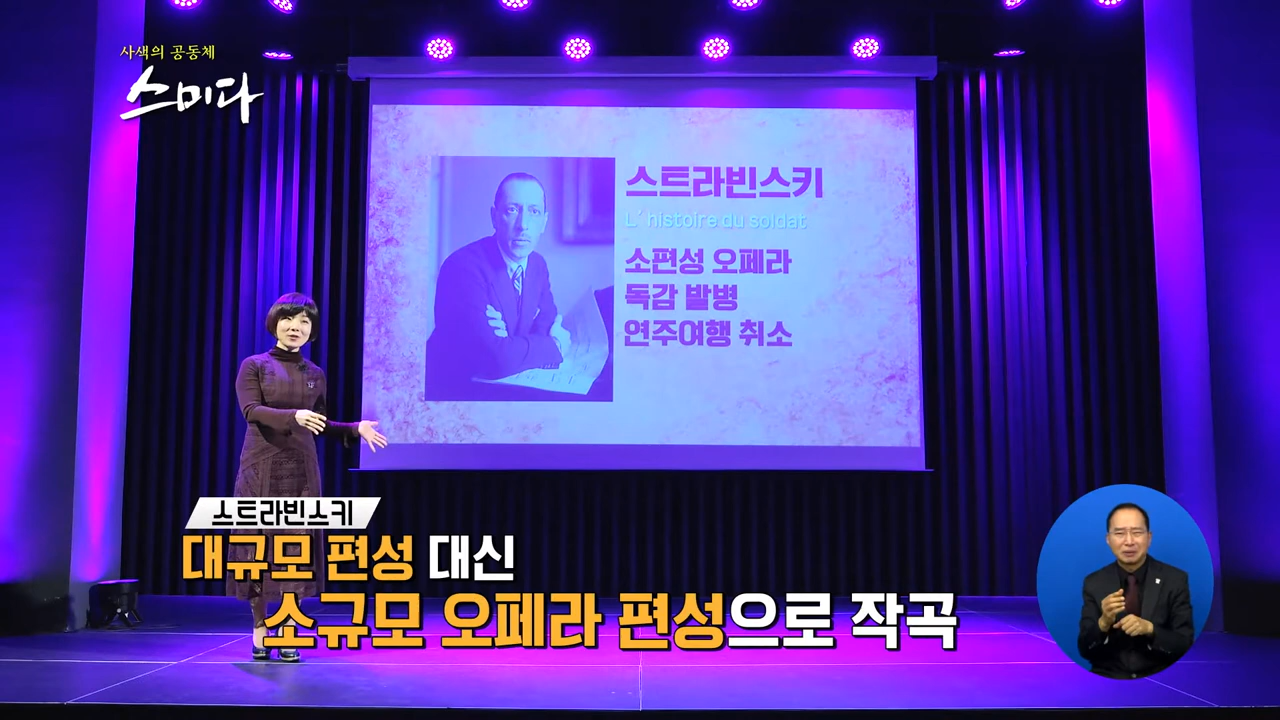 사색의 공동체
스미다
스트라빈스키
L' histoire du soldat
소편성 오페라
독감 발병
연주여행 취소
스트라빈스키
대규모 편성 대신
소규모 오페라 편성으로 작곡